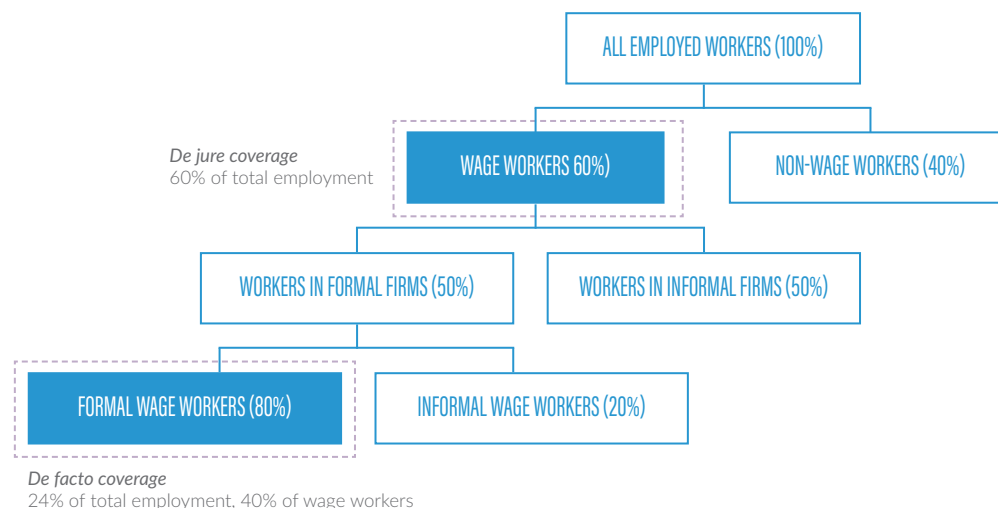 ALL EMPLOYED WORKERS (100%)
De jure coverage
60% of total employment
WAGE WORKERS 60%)
NON-WAGE WORKERS (40%)
WORKERS IN FORMAL FIRMS (50%)
WORKERS IN INFORMAL FIRMS (50%)
FORMAL WAGE WORKERS (80%)
INFORMAL WAGE WORKERS (20%)
De facto coverage
24% of total employment, 40% of wage workers